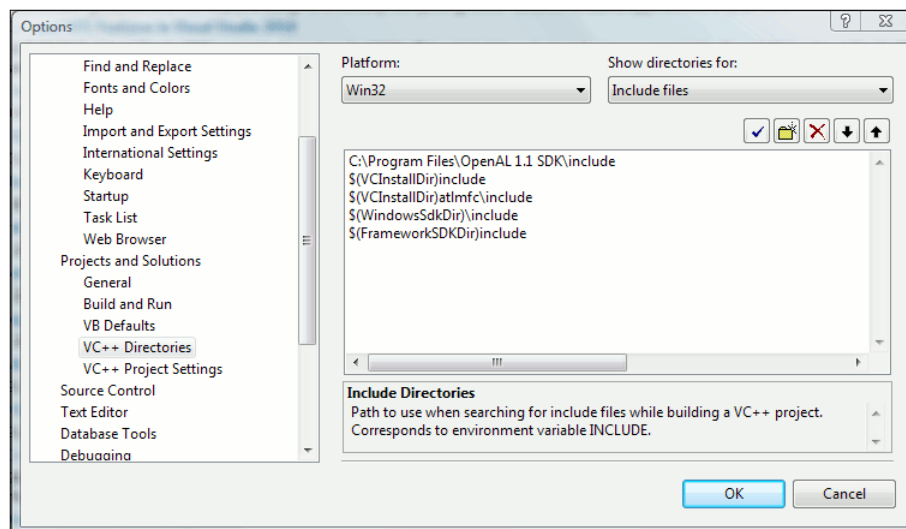 Options
Find and Replace
Fonts and Colors
Help
Import and Export Settings
International Settings
Keyboard
Startup
Task List
Web Browser
Projects and Solutions
General
Build and Run
VB Defaults
VC++ Directories
VC++ Project Settings
Source Control
Text Editor
Database Tools
Debugging
Platform:
Win32
Show directories for:
Include files
C:\Program Files\OpenAL 1.1 SDK\include
$(VCInstallDir)include
$(VCInstallDir)atlmfc\include
$(WindowsSdkDir)\include
$(FrameworkSDKDir)include
Include Directories
Path to use when searching for include files while building a VC++ project.
Corresponds to environment variable INCLUDE.
OK
Cancel